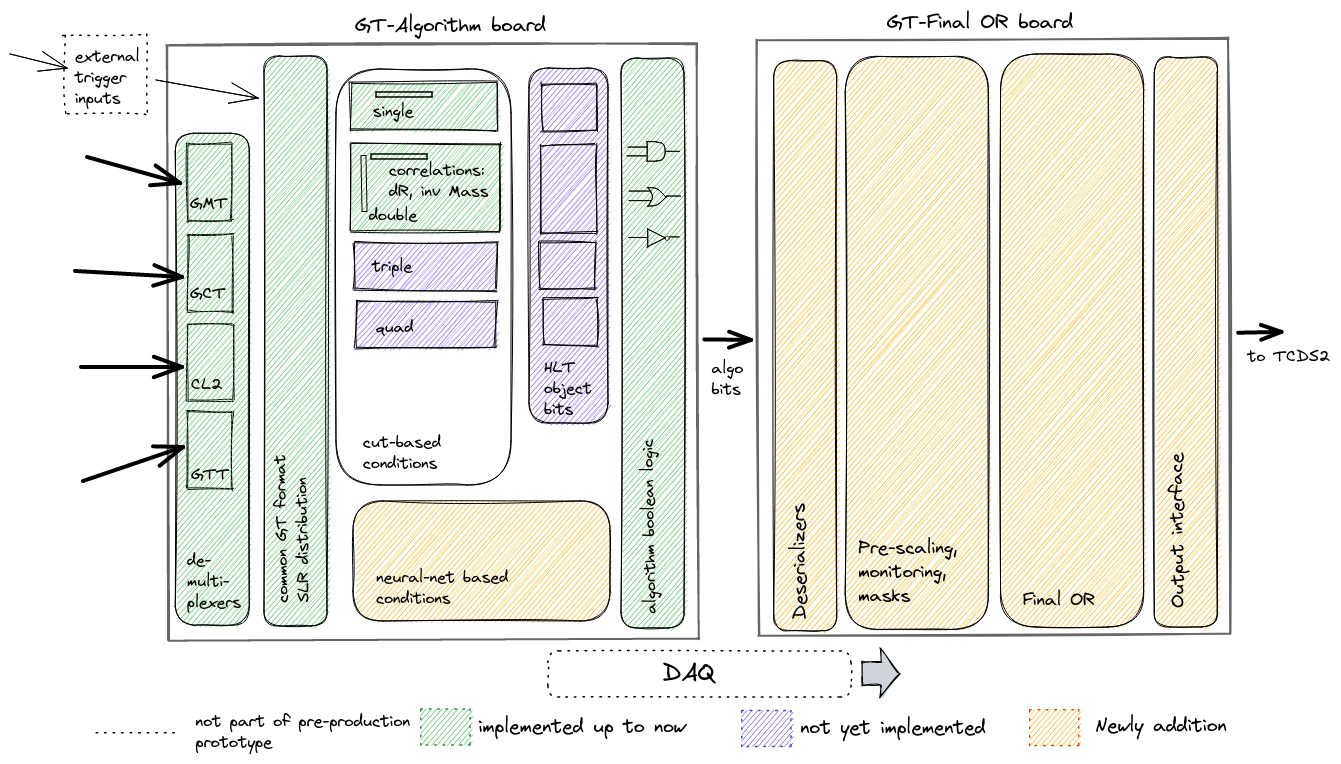 GT-Algorithm board
GT-Final OR board
external
trigger
inputs
GMT
GCT
CL2
GTT
de-
multi-
plexers
common GT format
SLR distribution
single
correlations:
dR, inv Mass
double
triple
quad
cut-based
conditions
neural-net based
conditions
HLT
object
bits
algorithm boolean logic
algo
bits
Deserializers
Pre-scaling,
monitoring,
masks
Final OR
Output interface
to TCDS2
DAQ
not part of pre-production
prototype
implemented up to now
not yet implemented
Newly addition